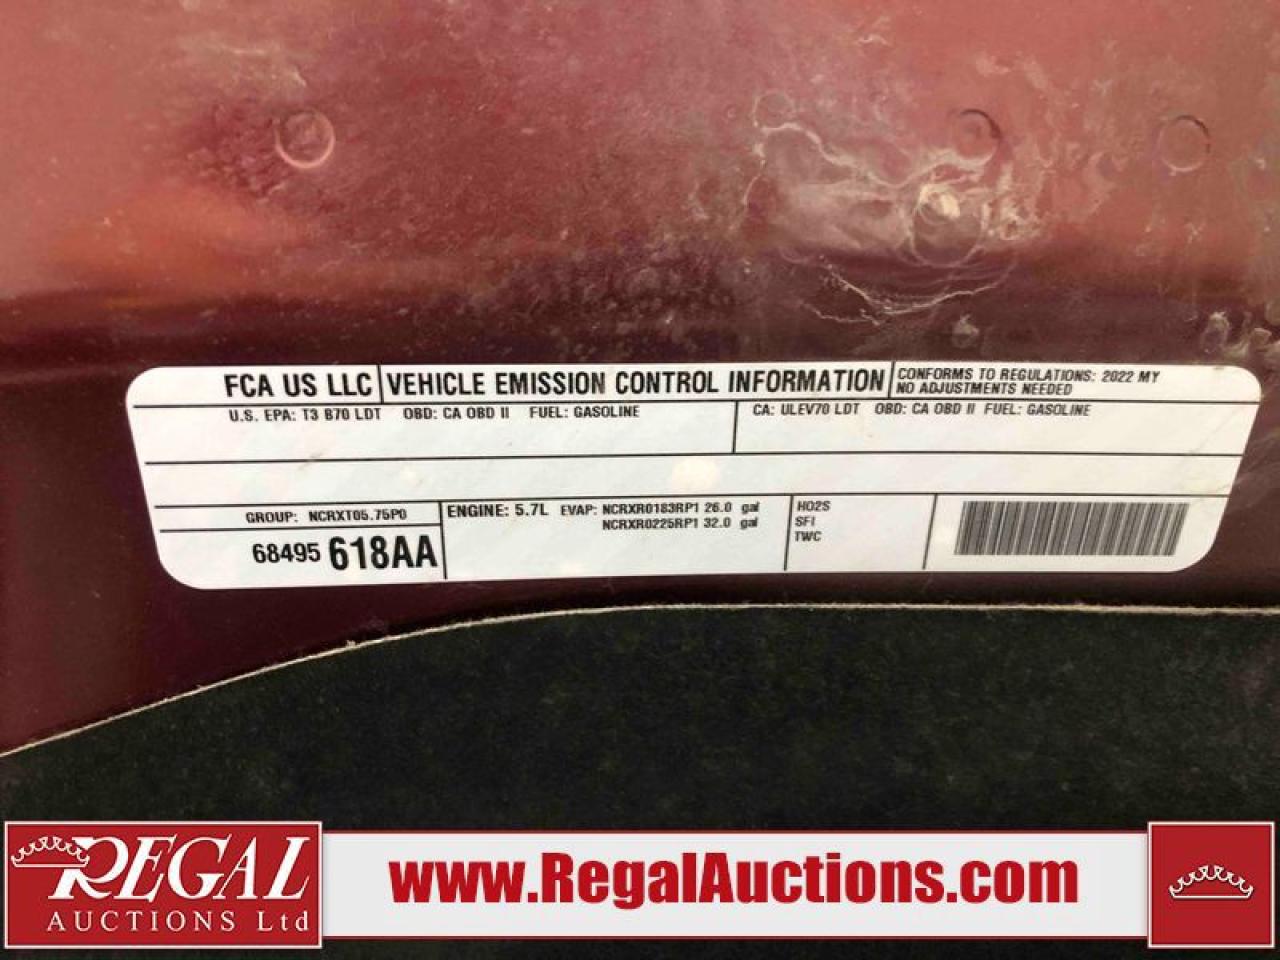 FCA US LLC VEHICLE EMISSION CONTROL INFORMATION CONFORMS TO REGULATIONS: 2022 MY
NO ADJUSTMENTS NEEDED
U.S. EPA: T3 B70 LDT OBD: CA OBD II FUEL: GASOLINE CA: ULEV70 LDT OBD: CA OBD II FUEL: GASOLINE
GROUP: NCRXT05.75P0
68495 618AA
ENGINE: 5.7L EVAP: NCRXR0183RP1 26.0 gal
NCRXR0225RP1 32.0 gal
HO2S
SFI
TWC
REGAL
AUCTIONS Ltd
www.RegalAuctions.com